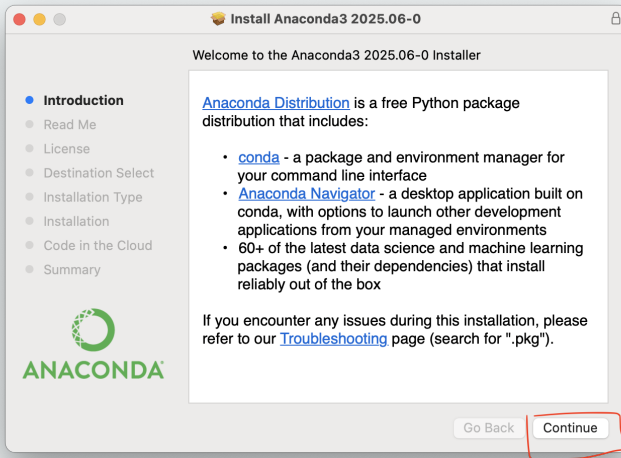 Install Anaconda3 2025.06-0
Welcome to the Anaconda3 2025.06-0 Installer
Introduction
Read Me
License
Destination Select
Installation Type
Installation
Code in the Cloud
Summary
ANACONDA
Anaconda Distribution is a free Python package
distribution that includes:
• conda - a package and environment manager for
your command line interface
• Anaconda Navigator - a desktop application built on
conda, with options to launch other development
applications from your managed environments
• 60+ of the latest data science and machine learning
packages (and their dependencies) that install
reliably out of the box
If you encounter any issues during this installation, please
refer to our Troubleshooting page (search for ".pkg").
Go Back
Continue